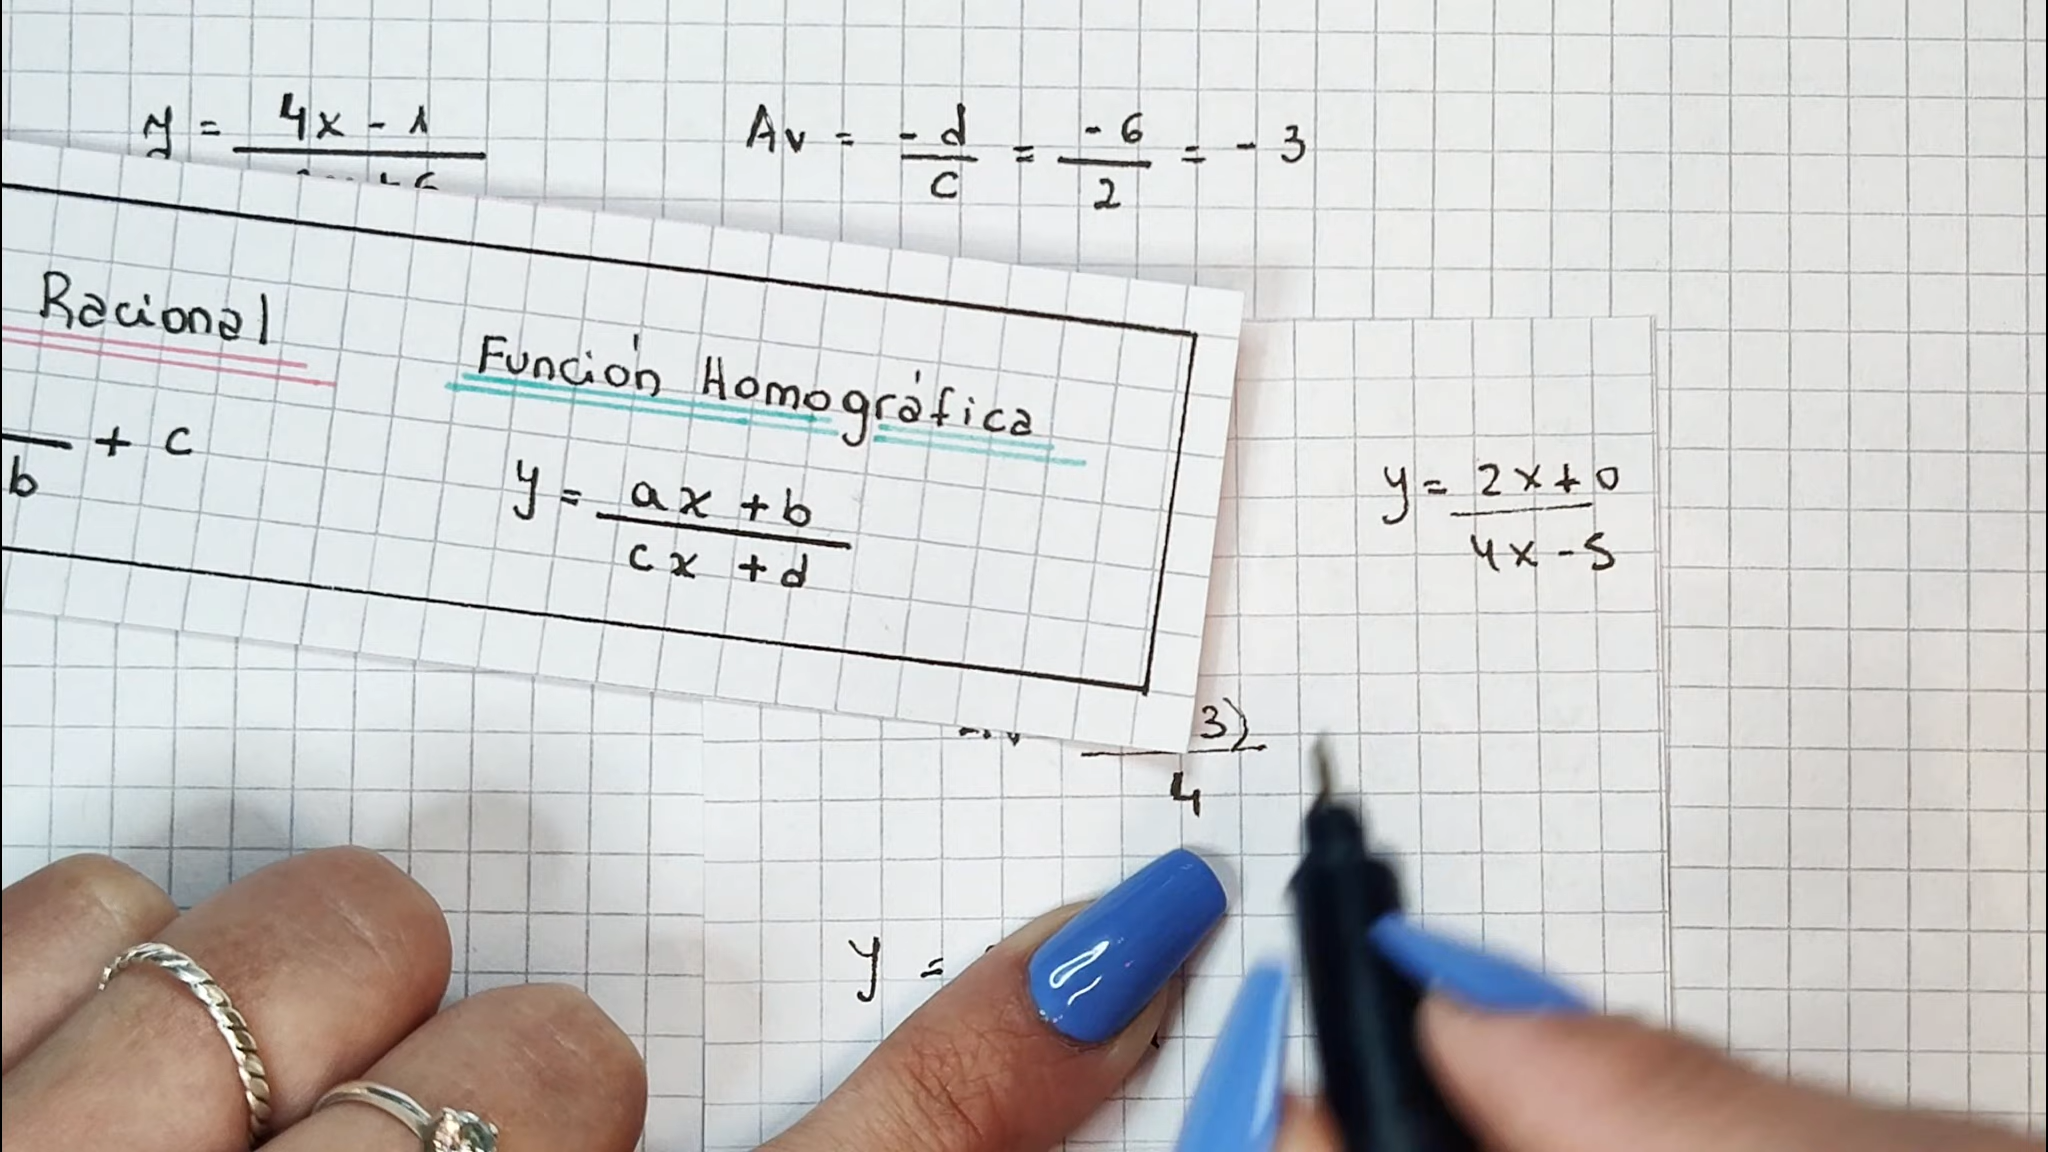 y = 4x - 1
Av = -d/c = -6/2 = -3
Racional
b + c
Función Homográfica
y = ax + b
cx + d
y = 2x + 0
4x - 5
3)
4
y =